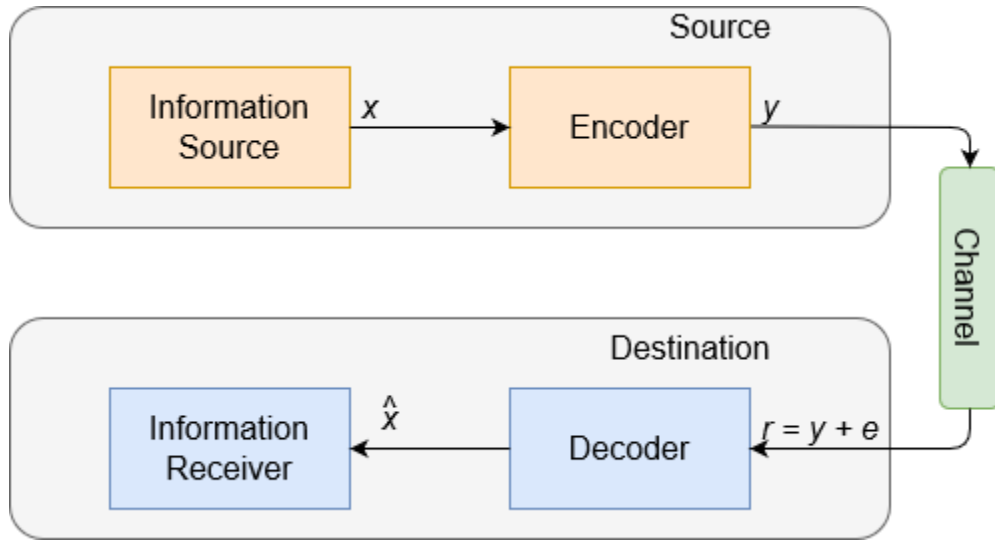 Source
Information
Source
x
Encoder
y
Channel
Destination
Information
Receiver
x̂
Decoder
r = y + e